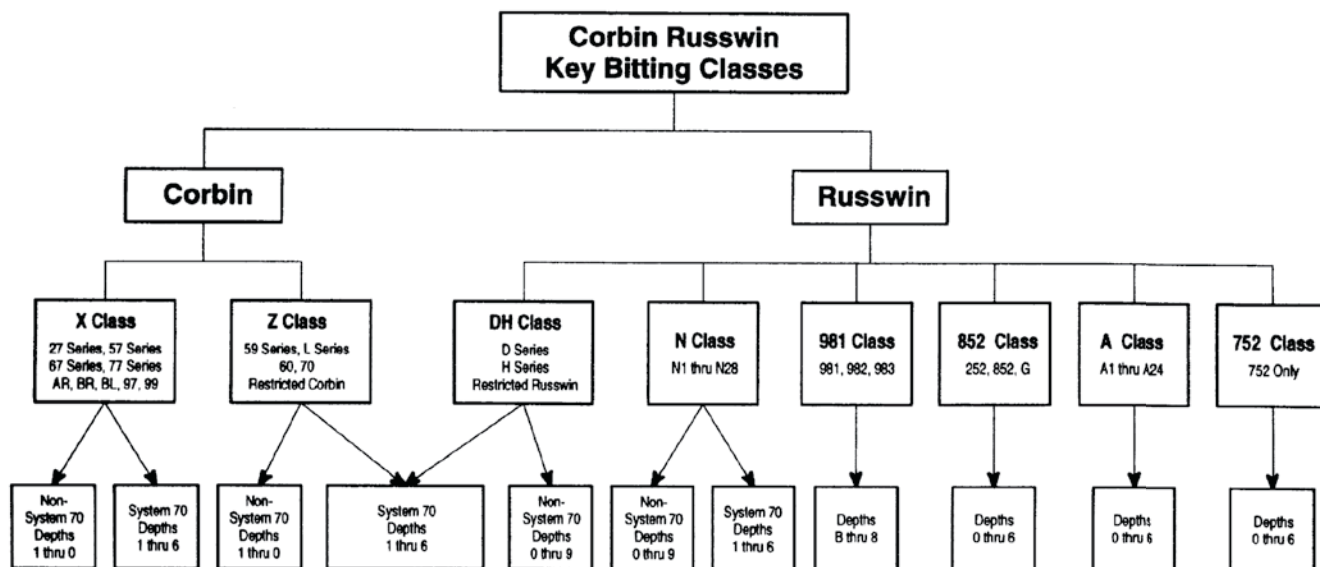 Corbin Russwin
Key Bitting Classes
Corbin
Russwin
X Class
27 Series, 57 Series
67 Series, 77 Series
AR, BR, BL, 97, 99
Z Class
59 Series, L Series
60, 70
Restricted Corbin
DH Class
D Series
H Series
Restricted Russwin
N Class
N1 thru N28
981 Class
981, 982, 983
852 Class
252, 852, G
A Class
A1 thru A24
752 Class
752 Only
Non-
System 70
Depths
1 thru 0
System 70
Depths
1 thru 6
Non-
System 70
Depths
1 thru 0
System 70
Depths
1 thru 6
Non-
System 70
Depths
0 thru 9
Non-
System 70
Depths
0 thru 9
System 70
Depths
1 thru 6
Depths
B thru 8
Depths
0 thru 6
Depths
0 thru 6
Depths
0 thru 6